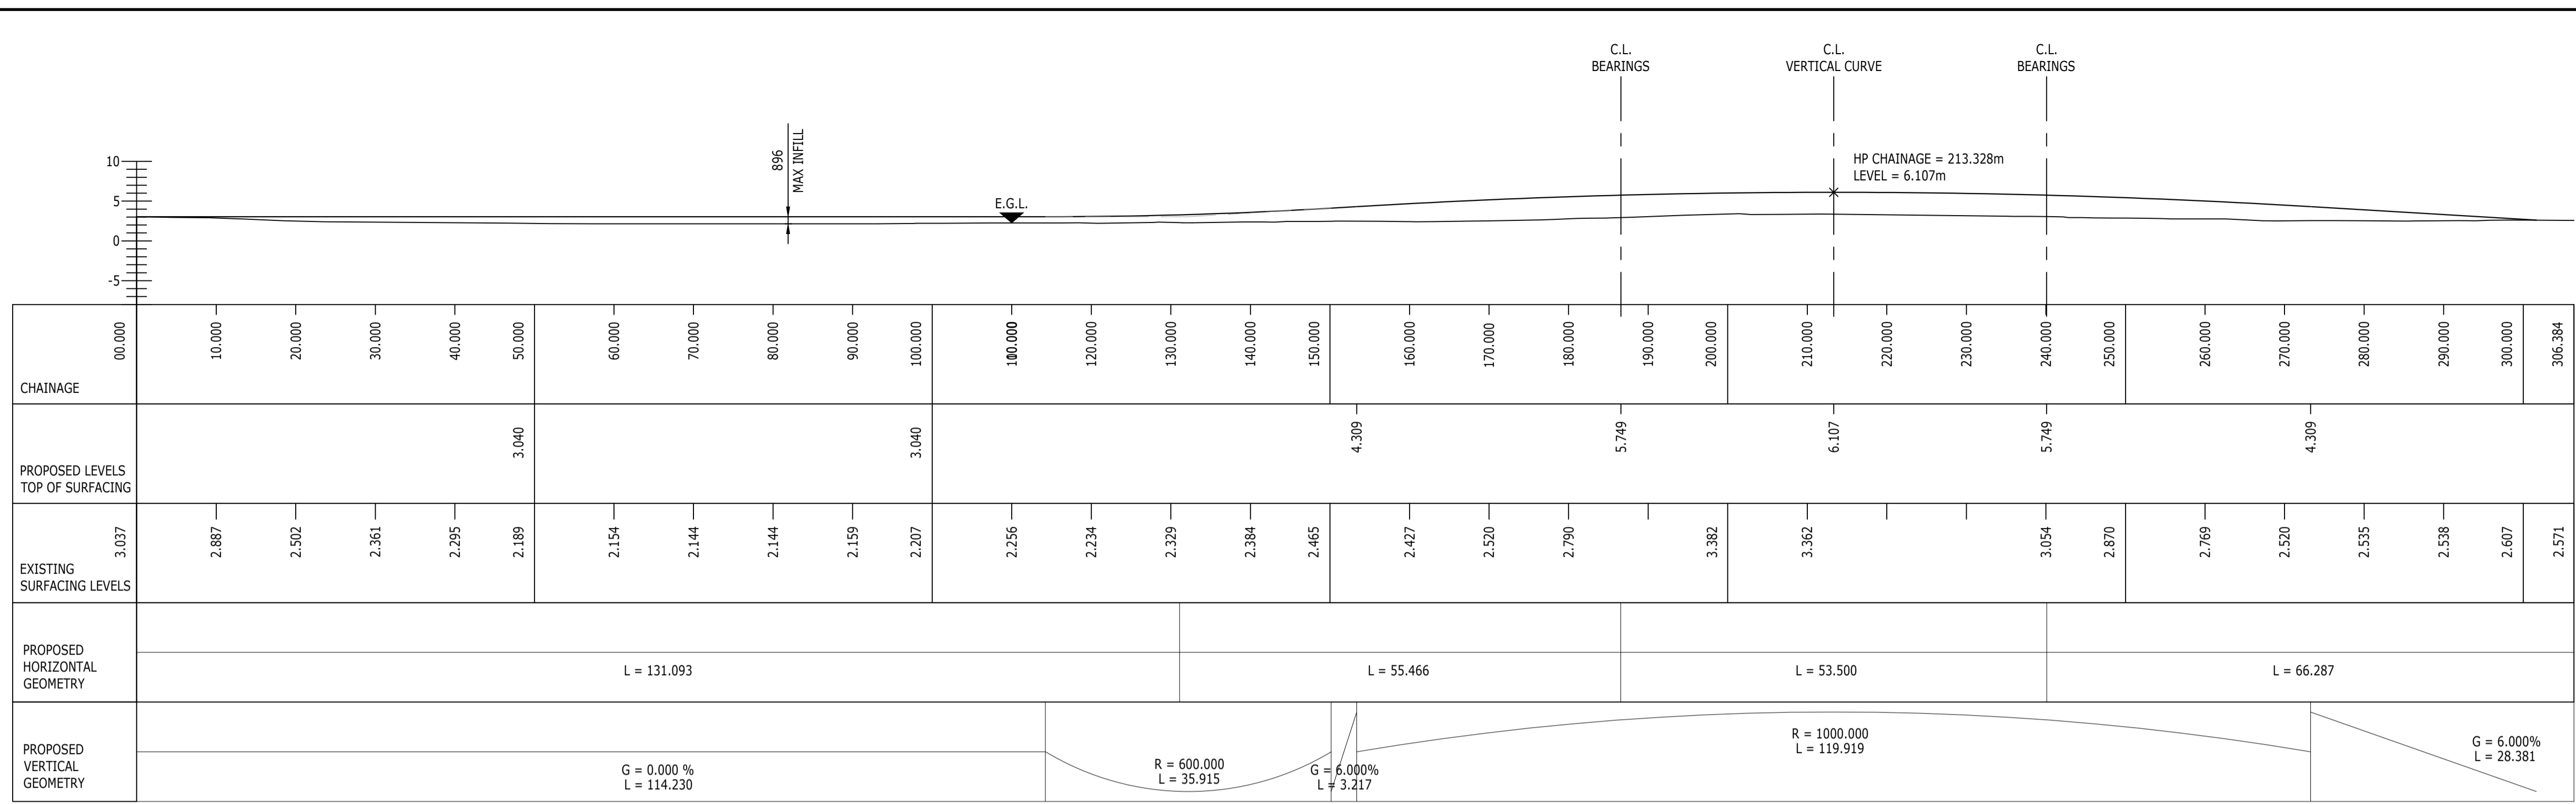 C.L.
BEARINGS
C.L.
VERTICAL CURVE
C.L.
BEARINGS
896
MAX INFILL
HP CHAINAGE = 213.328m
LEVEL = 6.107m
10
5
0
-5
E.G.L.
CHAINAGE
00.000
10.000
20.000
30.000
40.000
50.000
60.000
70.000
80.000
90.000
100.000
120.000
130.000
140.000
150.000
160.000
170.000
180.000
190.000
200.000
210.000
220.000
230.000
240.000
250.000
260.000
270.000
280.000
290.000
300.000
306.384
PROPOSED LEVELS
TOP OF SURFACING
3.040
3.040
4.309
5.749
6.107
5.749
4.309
EXISTING
SURFACING LEVELS
3.037
2.887
2.502
2.361
2.295
2.189
2.154
2.144
2.144
2.159
2.207
2.256
2.234
2.329
2.384
2.465
2.427
2.520
2.790
3.382
3.362
3.054
2.870
2.769
2.520
2.535
2.538
2.607
2.571
PROPOSED
HORIZONTAL
GEOMETRY
L = 131.093
L = 55.466
L = 53.500
L = 66.287
PROPOSED
VERTICAL
GEOMETRY
G = 0.000 %
L = 114.230
R = 600.000
L = 35.915
G = 6.000%
L = 3.217
R = 1000.000
L = 119.919
G = 6.000%
L = 28.381